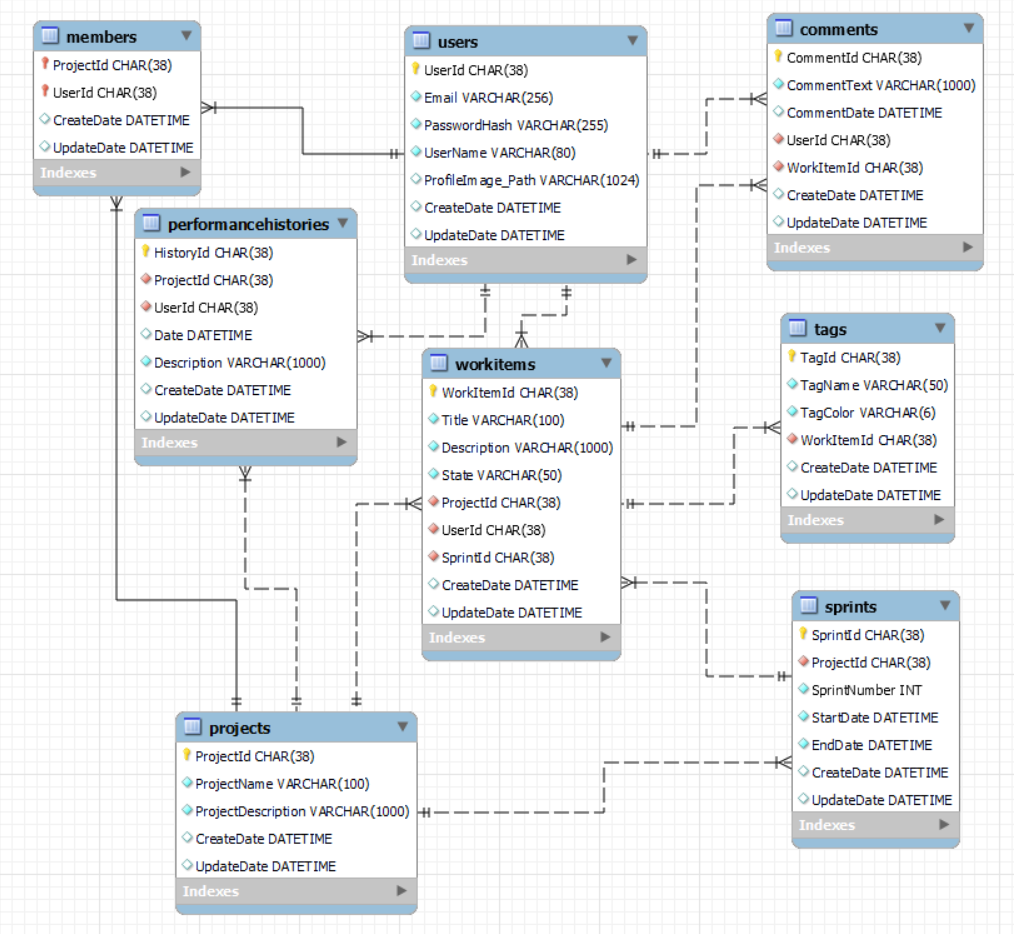 members
ProjectId CHAR(38)
UserId CHAR(38)
CreateDate DATETIME
UpdateDate DATETIME
Indexes
users
UserId CHAR(38)
Email VARCHAR(256)
PasswordHash VARCHAR(255)
UserName VARCHAR(80)
ProfileImage_Path VARCHAR(1024)
CreateDate DATETIME
UpdateDate DATETIME
Indexes
comments
CommentId CHAR(38)
CommentText VARCHAR(1000)
CommentDate DATETIME
UserId CHAR(38)
WorkItemId CHAR(38)
CreateDate DATETIME
UpdateDate DATETIME
Indexes
performancehistories
HistoryId CHAR(38)
ProjectId CHAR(38)
UserId CHAR(38)
Date DATETIME
Description VARCHAR(1000)
CreateDate DATETIME
UpdateDate DATETIME
Indexes
workitems
WorkItemId CHAR(38)
Title VARCHAR(100)
Description VARCHAR(1000)
State VARCHAR(50)
ProjectId CHAR(38)
UserId CHAR(38)
SprintId CHAR(38)
CreateDate DATETIME
UpdateDate DATETIME
Indexes
tags
TagId CHAR(38)
TagName VARCHAR(50)
TagColor VARCHAR(6)
WorkItemId CHAR(38)
CreateDate DATETIME
UpdateDate DATETIME
Indexes
sprints
SprintId CHAR(38)
ProjectId CHAR(38)
SprintNumber INT
StartDate DATETIME
EndDate DATETIME
CreateDate DATETIME
UpdateDate DATETIME
Indexes
projects
ProjectId CHAR(38)
ProjectName VARCHAR(100)
ProjectDescription VARCHAR(1000)
CreateDate DATETIME
UpdateDate DATETIME
Indexes